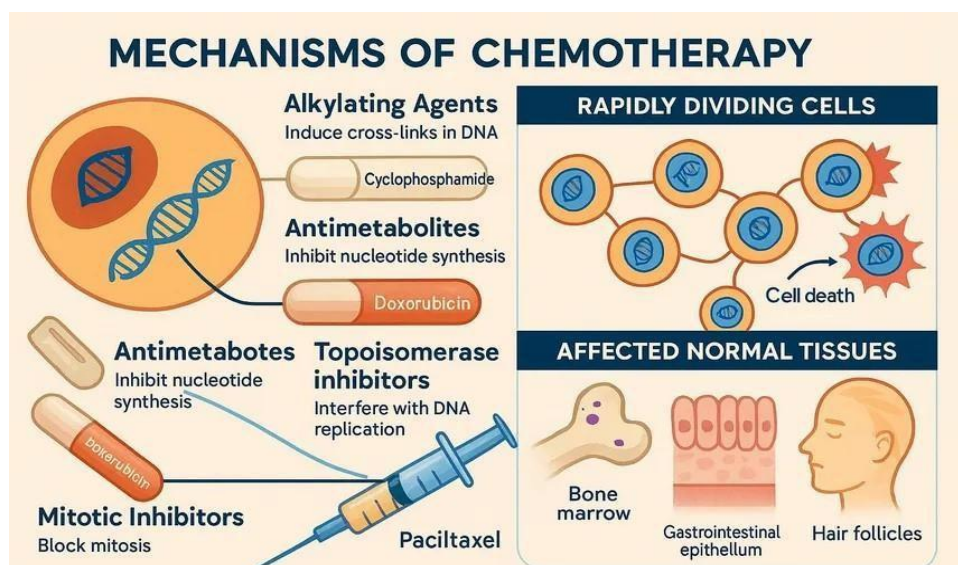 MECHANISMS OF CHEMOTHERAPY
Alkylating Agents
Induce cross-links in DNA
Cyclophosphamide
Antimetabolites
Inhibit nucleotide synthesis
Doxorubicin
Antimetabotes
Inhibit nucleotide
synthesis
Topoisomerase
inhibitors
Interfere with DNA
replication
bokerubicin
Mitotic Inhibitors
Block mitosis
Paciltaxel
RAPIDLY DIVIDING CELLS
Cell death
AFFECTED NORMAL TISSUES
Bone
marrow
Gastrointestinal
epithellum
Hair follicles